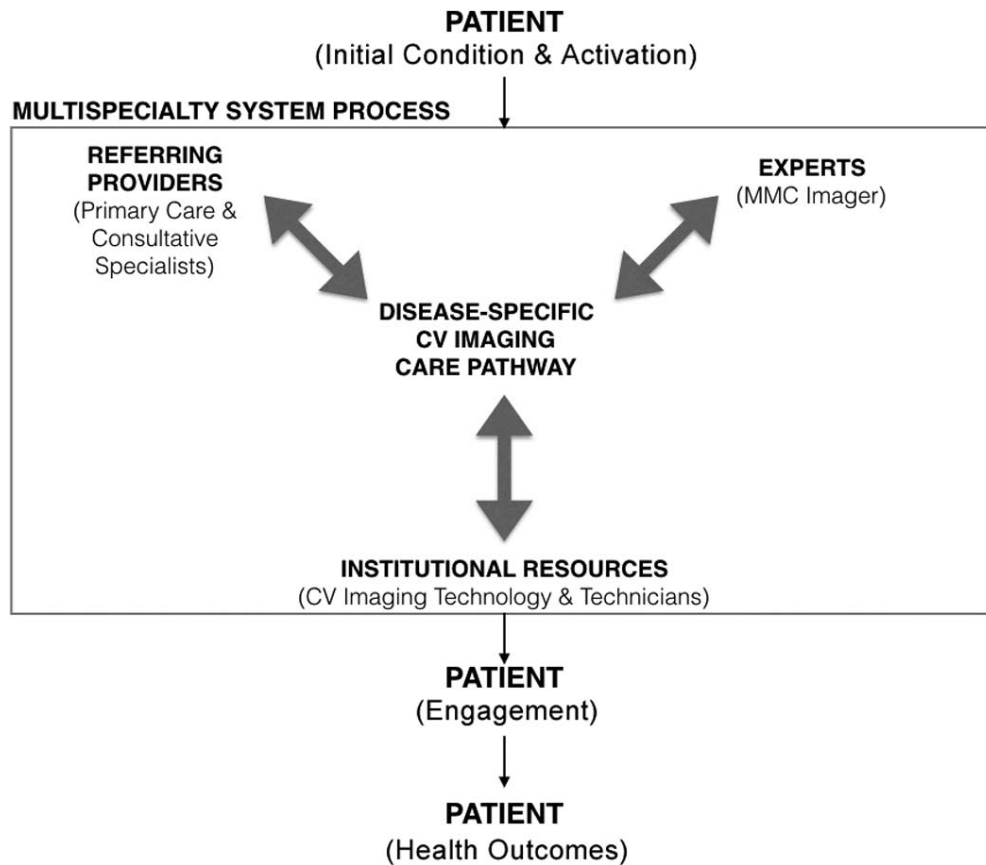 PATIENT
(Initial Condition & Activation)
MULTISPECIALTY SYSTEM PROCESS
REFERRING
PROVIDERS
(Primary Care &
Consultative
Specialists)
EXPERTS
(MMC Imager)
DISEASE-SPECIFIC
CV IMAGING
CARE PATHWAY
INSTITUTIONAL RESOURCES
(CV Imaging Technology & Technicians)
PATIENT
(Engagement)
PATIENT
(Health Outcomes)